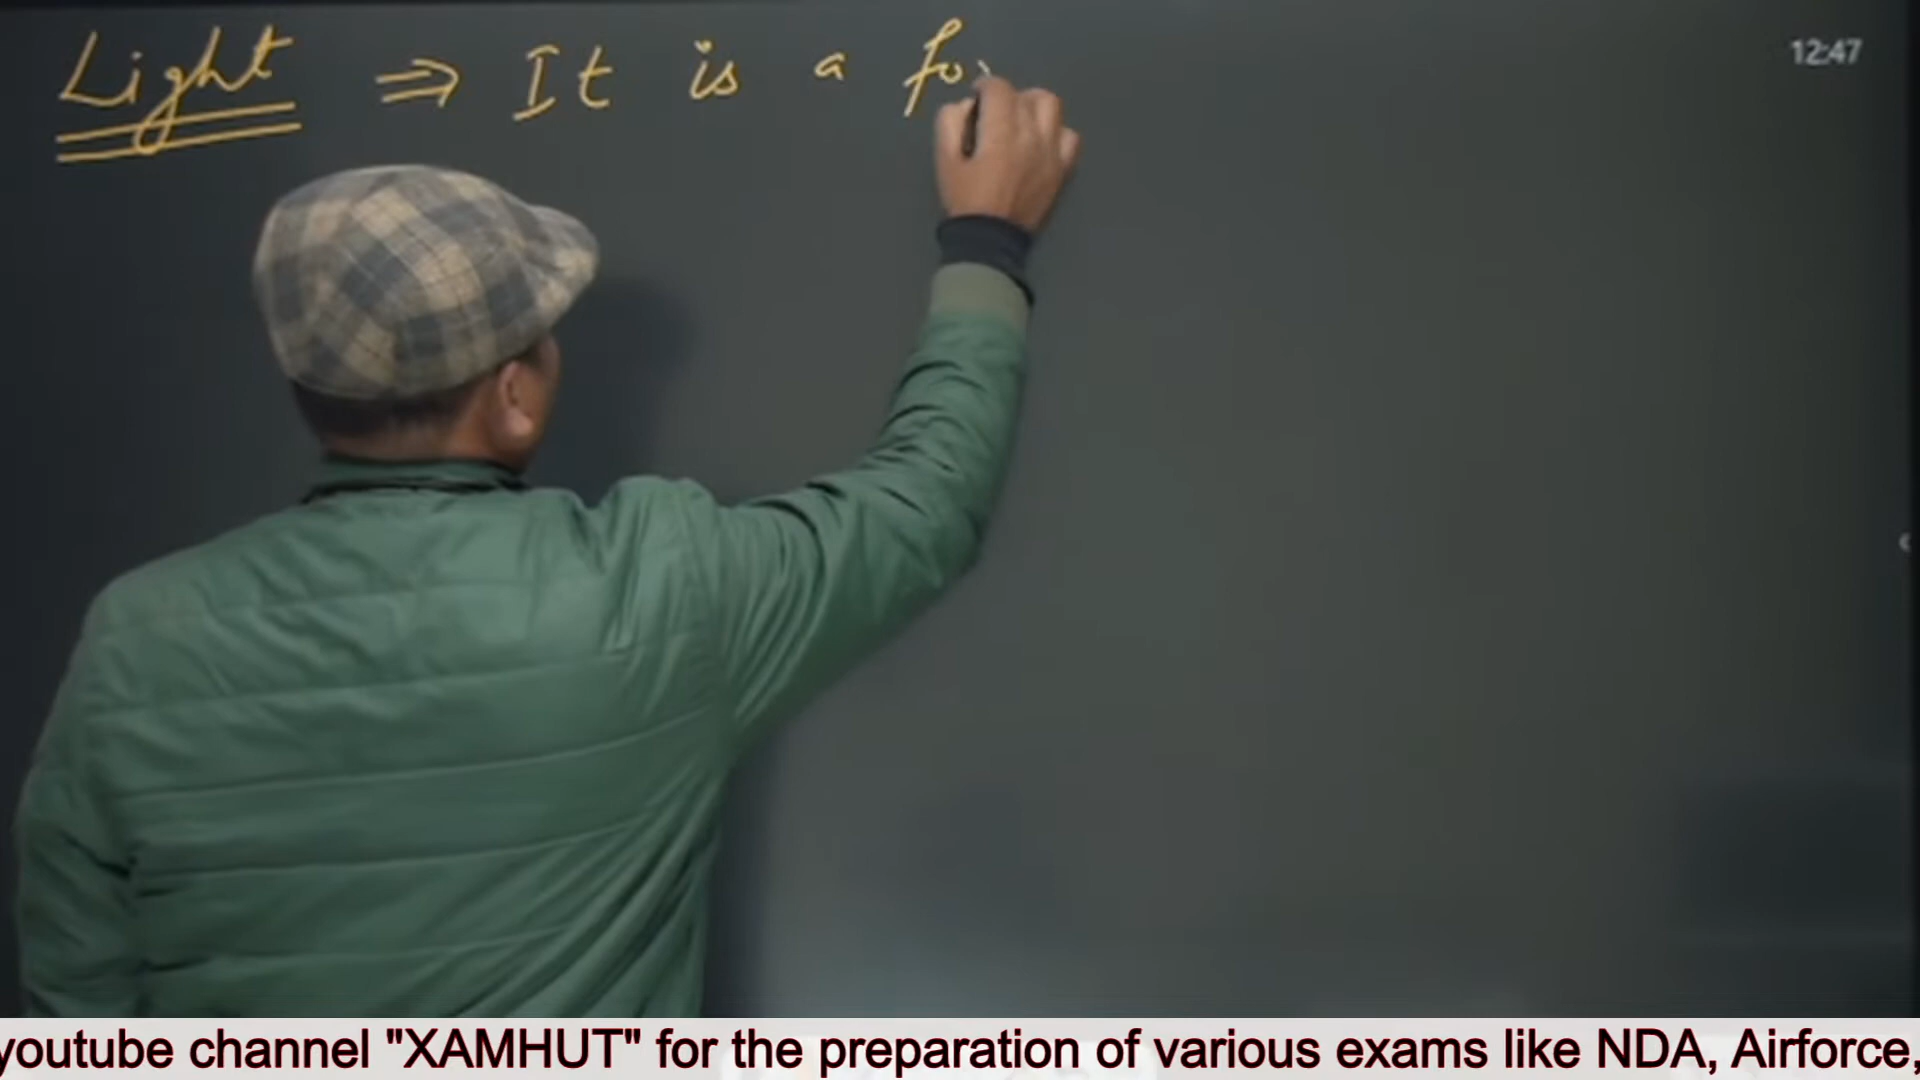 Light ⇒ It is a fo
12:47
youtube channel "XAMHUT" for the preparation of various exams like NDA, Airforce,